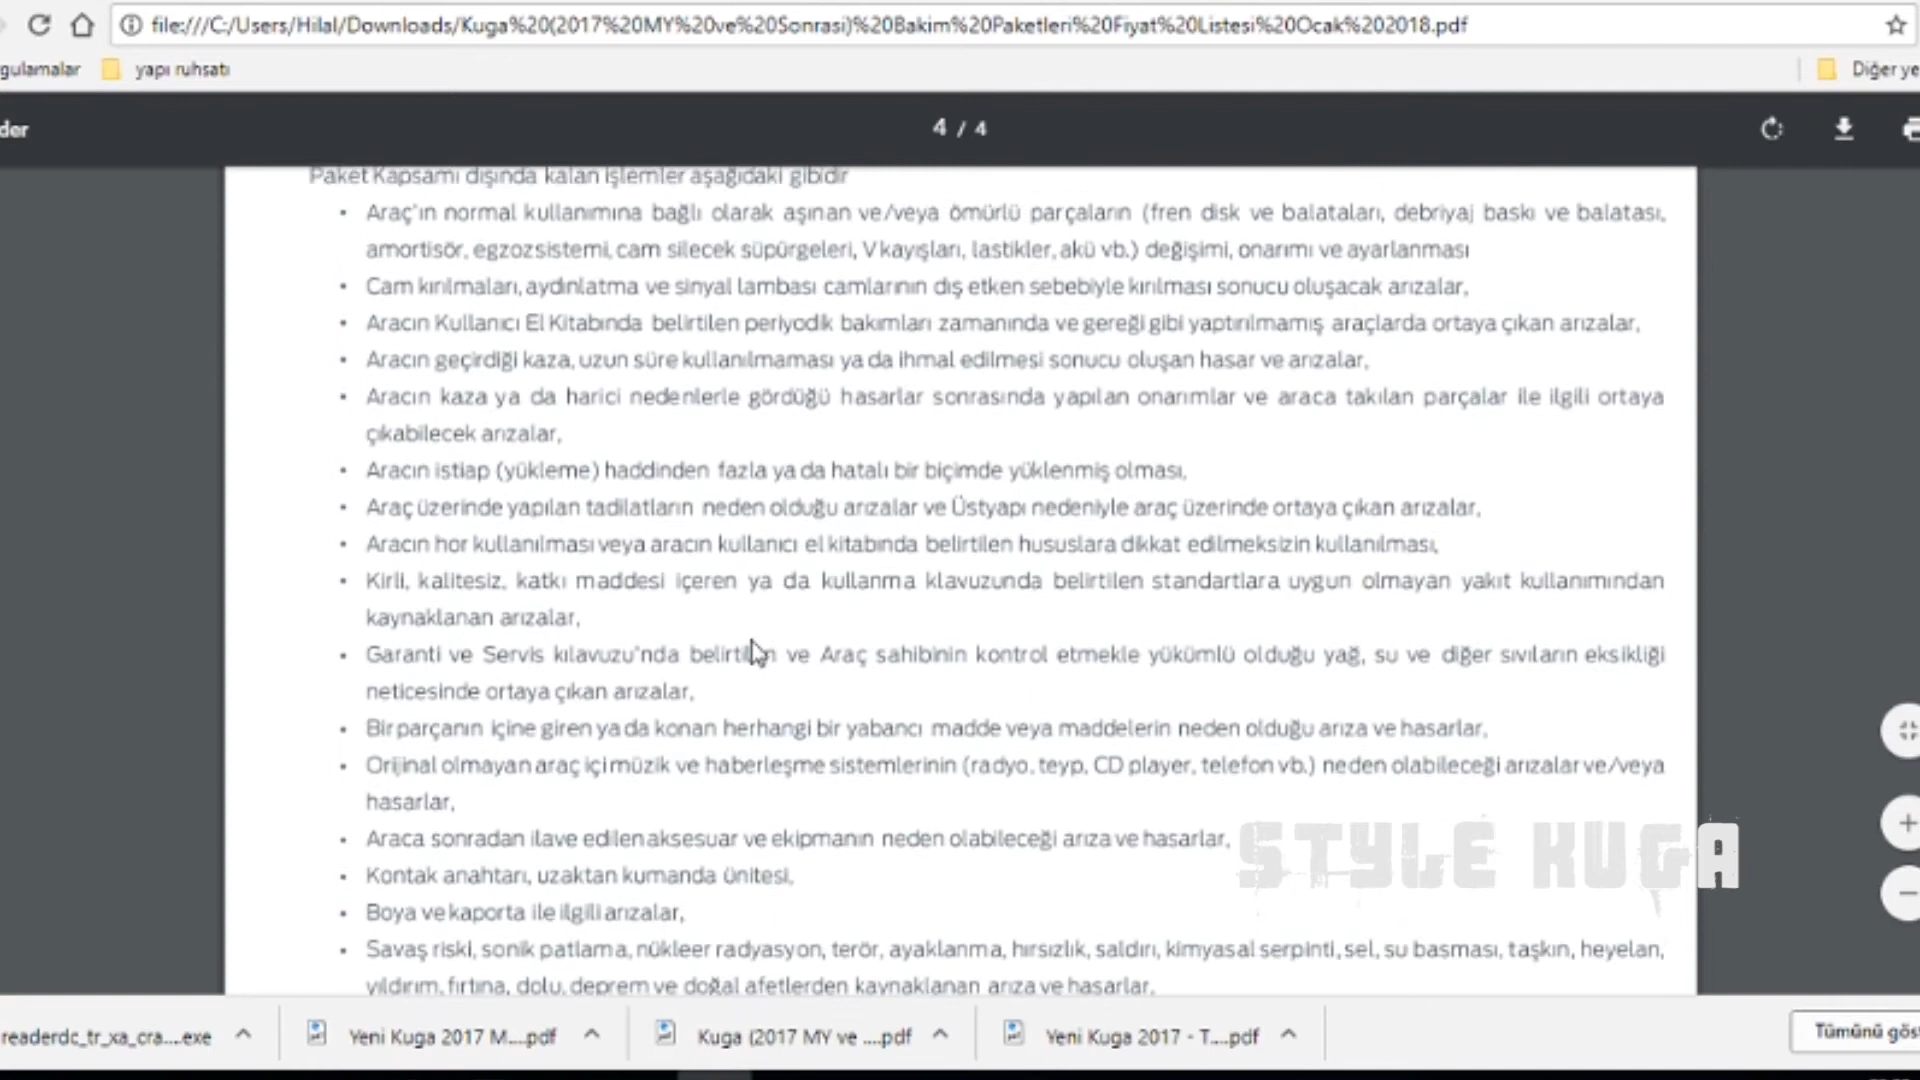 file:///C:/Users/Hilal/Downloads/Kuga%20(2017%20MY%20ve%20Sonrasi)%20Bakim%20Paketleri%20Fiyat%20Listesi%20Ocak%202018.pdf
gulamalar yapı ruhsatı Diğer ye
der 4 / 4
Paket Kapsamı dışında kalan işlemler aşağıdaki gibidir
• Araç'ın normal kullanımına bağlı olarak aşınan ve/veya ömürlü parçaların (fren disk ve balataları, debriyaj baskı ve balatası,
amortisör, egzozsistemi, cam silecek süpürgeleri, V kayışları, lastikler, akü vb.) değişimi, onarımı ve ayarlanması
• Cam kırılmaları, aydınlatma ve sinyal lambası camlarının dış etken sebebiyle kırılması sonucu oluşacak arızalar,
• Aracın Kullanıcı El Kitabında belirtilen periyodik bakımları zamanında ve gereği gibi yaptırılmamış araçlarda ortaya çıkan arızalar,
• Aracın geçirdiği kaza, uzun süre kullanılmaması ya da ihmal edilmesi sonucu oluşan hasar ve arızalar,
• Aracın kaza ya da harici nedenlerle gördüğü hasarlar sonrasında yapılan onarımlar ve araca takılan parçalar ile ilgili ortaya
çıkabilecek arızalar,
• Aracın istiap (yükleme) haddinden fazla ya da hatalı bir biçimde yüklenmiş olması,
• Araç üzerinde yapılan tadilatların neden olduğu arızalar ve Üstyapı nedeniyle araç üzerinde ortaya çıkan arızalar,
• Aracın hor kullanılması veya aracın kullanıcı el kitabında belirtilen hususlara dikkat edilmeksizin kullanılması,
• Kirli, kalitesiz, katkı maddesi içeren ya da kullanma klavuzunda belirtilen standartlara uygun olmayan yakıt kullanımından
kaynaklanan arızalar,
• Garanti ve Servis kılavuzu'nda belirtilen ve Araç sahibinin kontrol etmekle yükümlü olduğu yağ, su ve diğer sıvıların eksikliği
neticesinde ortaya çıkan arızalar,
• Bir parçanın içine giren ya da konan herhangi bir yabancı madde veya maddelerin neden olduğu arıza ve hasarlar,
• Orijinal olmayan araç içi müzik ve haberleşme sistemlerinin (radyo, teyp, CD player, telefon vb.) neden olabileceği arızalar ve/veya
hasarlar,
• Araca sonradan ilave edilen aksesuar ve ekipmanın neden olabileceği arıza ve hasarlar,
STYLE KUGA
• Kontak anahtarı, uzaktan kumanda ünitesi,
• Boya ve kaporta ile ilgili arızalar,
• Savaş riski, sonik patlama, nükleer radyasyon, terör, ayaklanma, hırsızlık, saldırı, kimyasal serpinti, sel, su basması, taşkın, heyelan,
yıldırım, fırtına, dolu, deprem ve doğal afetlerden kaynaklanan arıza ve hasarlar,
readerdc_tr_xa_cra....exe Yeni Kuga 2017 M....pdf Kuga (2017 MY ve ....pdf Yeni Kuga 2017 - T....pdf Tümünü gös